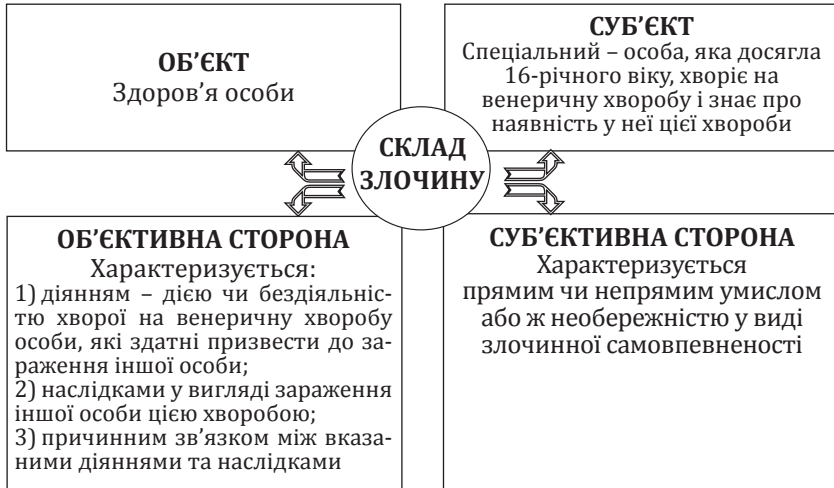 ОБ’ЄКТ
Здоров’я особи
СУБ’ЄКТ
Спеціальний – особа, яка досягла
16-річного віку, хворіє на
венеричну хворобу і знає про
наявність у неї цієї хвороби
СКЛАД
ЗЛОЧИНУ
ОБ’ЄКТИВНА СТОРОНА
Характеризується:
1) діянням – дією чи бездіяльніс-
тю хворої на венеричну хворобу
особи, які здатні призвести до за-
раження іншої особи;
2) наслідками у вигляді зараження
іншої особи цією хворобою;
3) причинним зв’язком між вказа-
ними діяннями та наслідками
СУБ’ЄКТИВНА СТОРОНА
Характеризується
прямим чи непрямим умислом
або ж необережністю у виді
злочинної самовпевненості